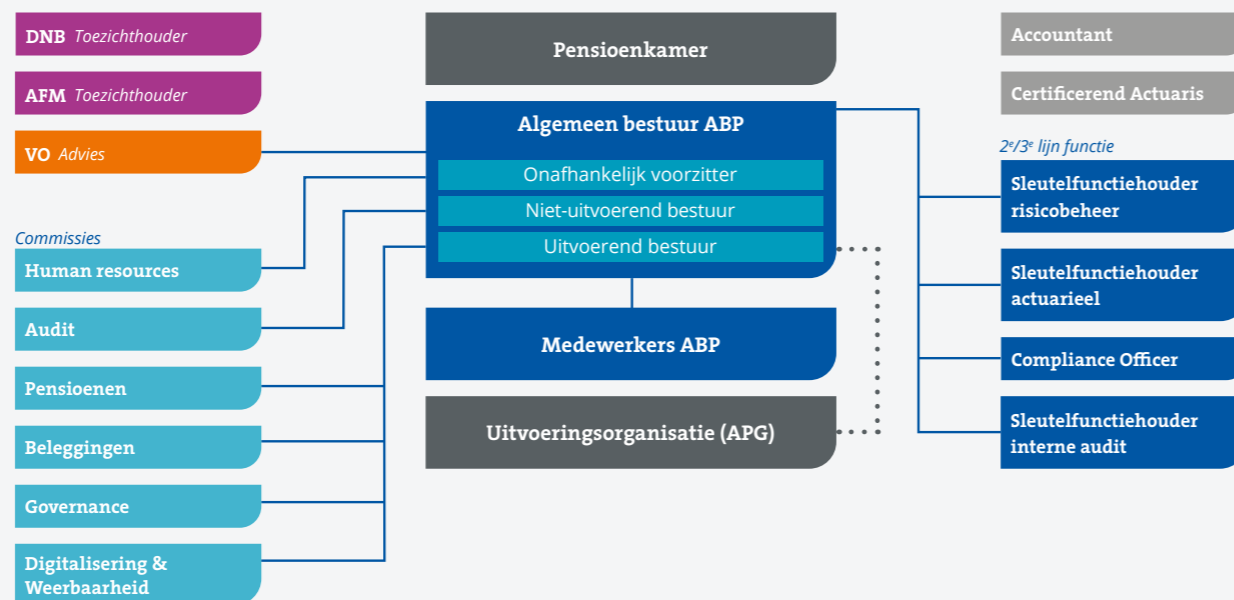 DNB Toezichthouder
AFM Toezichthouder
VO Advies
Commissies
Human resources
Audit
Pensioenen
Beleggingen
Governance
Digitalisering &
Weerbaarheid
Pensioenkamer
Algemeen bestuur ABP
Onafhankelijk voorzitter
Niet-uitvoerend bestuur
Uitvoerend bestuur
Medewerkers ABP
Uitvoeringsorganisatie (APG)
Accountant
Certificerend Actuaris
2ᵉ/3ᵉ lijn functie
Sleutelfunctiehouder
risicobeheer
Sleutelfunctiehouder
actuarieel
Compliance Officer
Sleutelfunctiehouder
interne audit